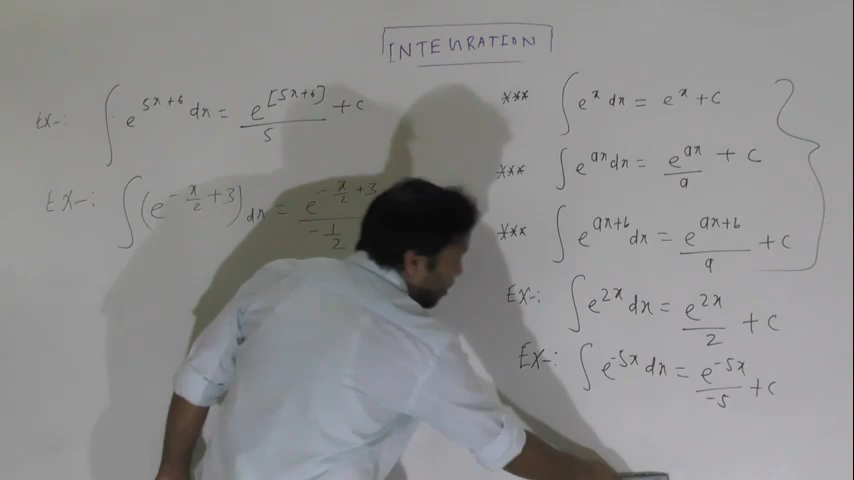 INTEGRATION
Ex-: ∫ e^{5x+6} dx = e^{[5x+6]}/5 + c
Ex-: ∫ (e^{-x/2+3}) dx = e^{-x/2+3}/(-1/2)
*** ∫ e^x dx = e^x + c
*** ∫ e^{ax} dx = e^{ax}/a + c
*** ∫ e^{ax+b} dx = e^{ax+b}/a + c
Ex-: ∫ e^{2x} dx = e^{2x}/2 + c
Ex-: ∫ e^{-5x} dx = e^{-5x}/-5 + c